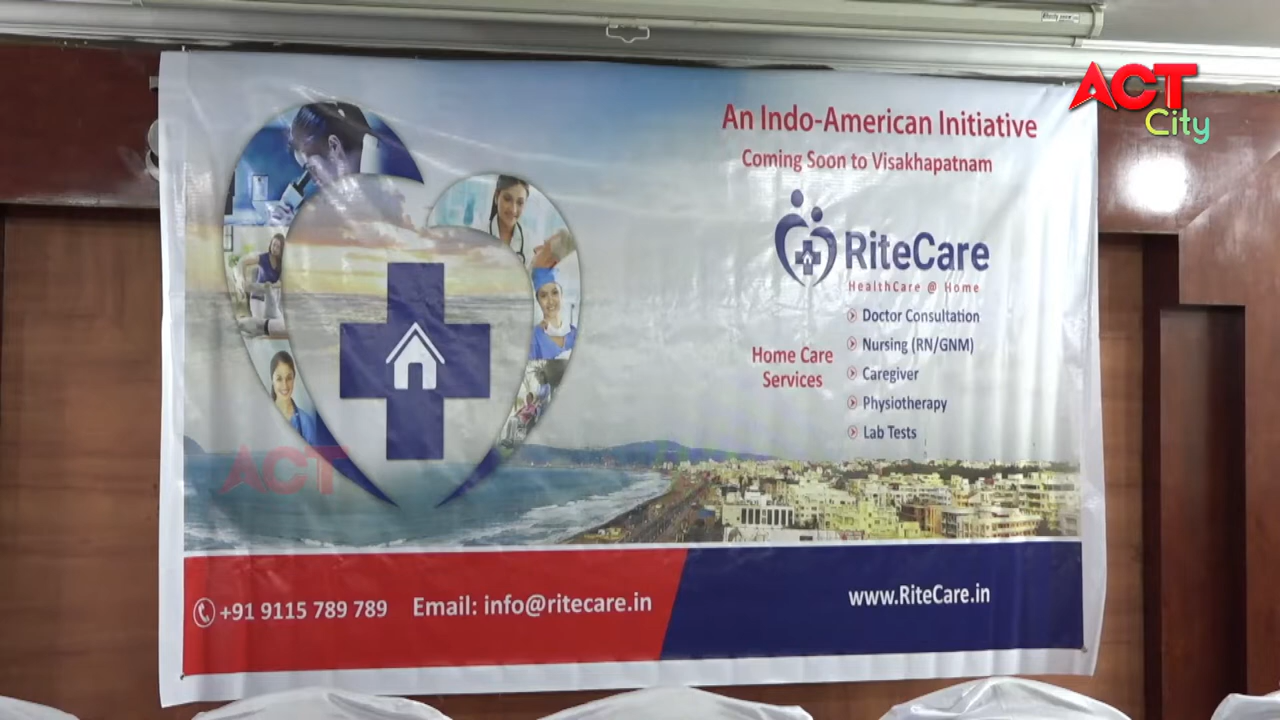 ACT
City
An Indo-American Initiative
Coming Soon to Visakhapatnam
RiteCare
HealthCare @ Home
Home Care
Services
Doctor Consultation
Nursing (RN/GNM)
Caregiver
Physiotherapy
Lab Tests
ACT
+91 9115 789 789
Email: info@ritecare.in
www.RiteCare.in